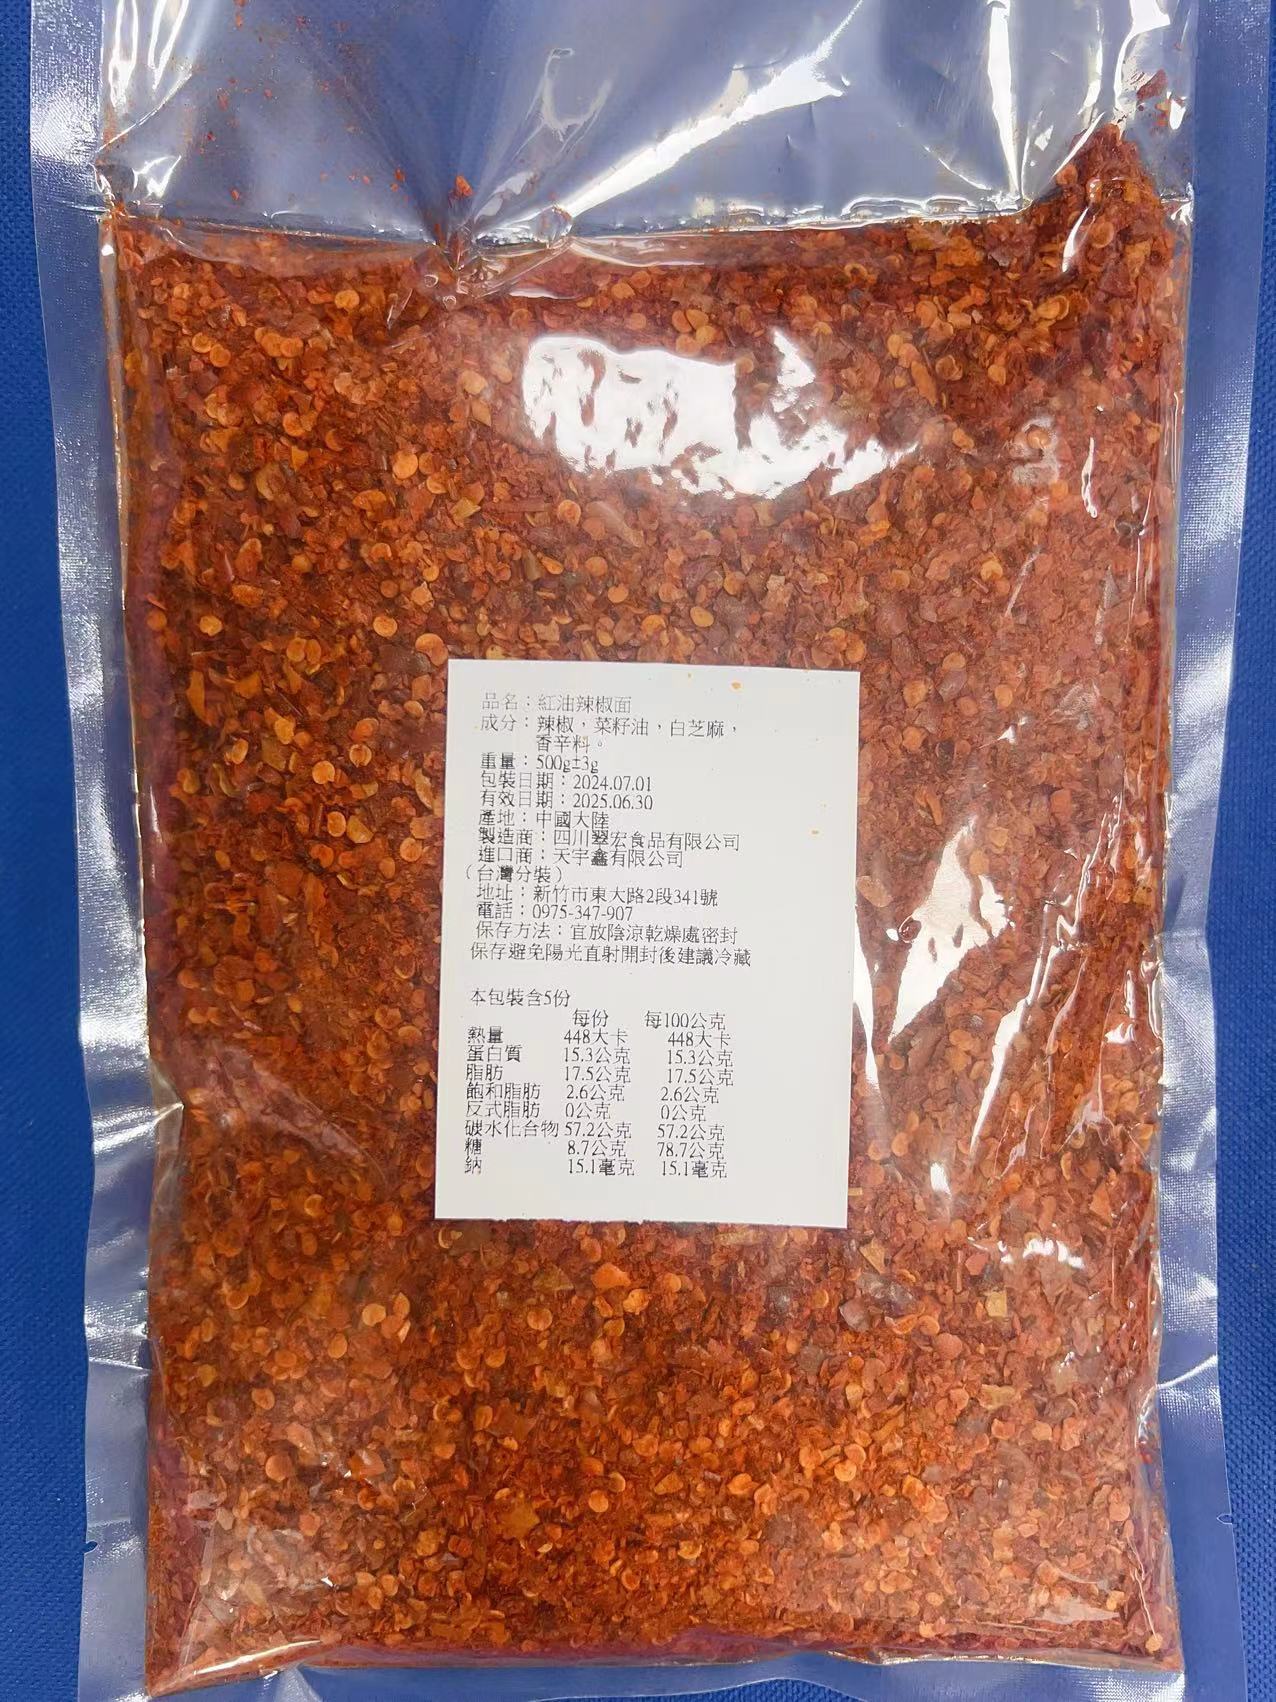 品名：紅油辣椒面
成分：辣椒，菜籽油，白芝麻，
香辛料。
重量：500g±3g
包裝日期：2024.07.01
有效日期：2025.06.30
產地：中國大陸
製造商：四川翠宏食品有限公司
進口商：天宇鑫有限公司
（台灣分裝）
地址：新竹市東大路2段341號
電話：0975-347-907
保存方法：宜放陰涼乾燥處密封
保存避免陽光直射開封後建議冷藏
本包裝含5份
每份 每100公克
熱量 448大卡 448大卡
蛋白質 15.3公克 15.3公克
脂肪 17.5公克 17.5公克
飽和脂肪 2.6公克 2.6公克
反式脂肪 0公克 0公克
碳水化合物 57.2公克 57.2公克
糖 8.7公克 78.7公克
鈉 15.1毫克 15.1毫克